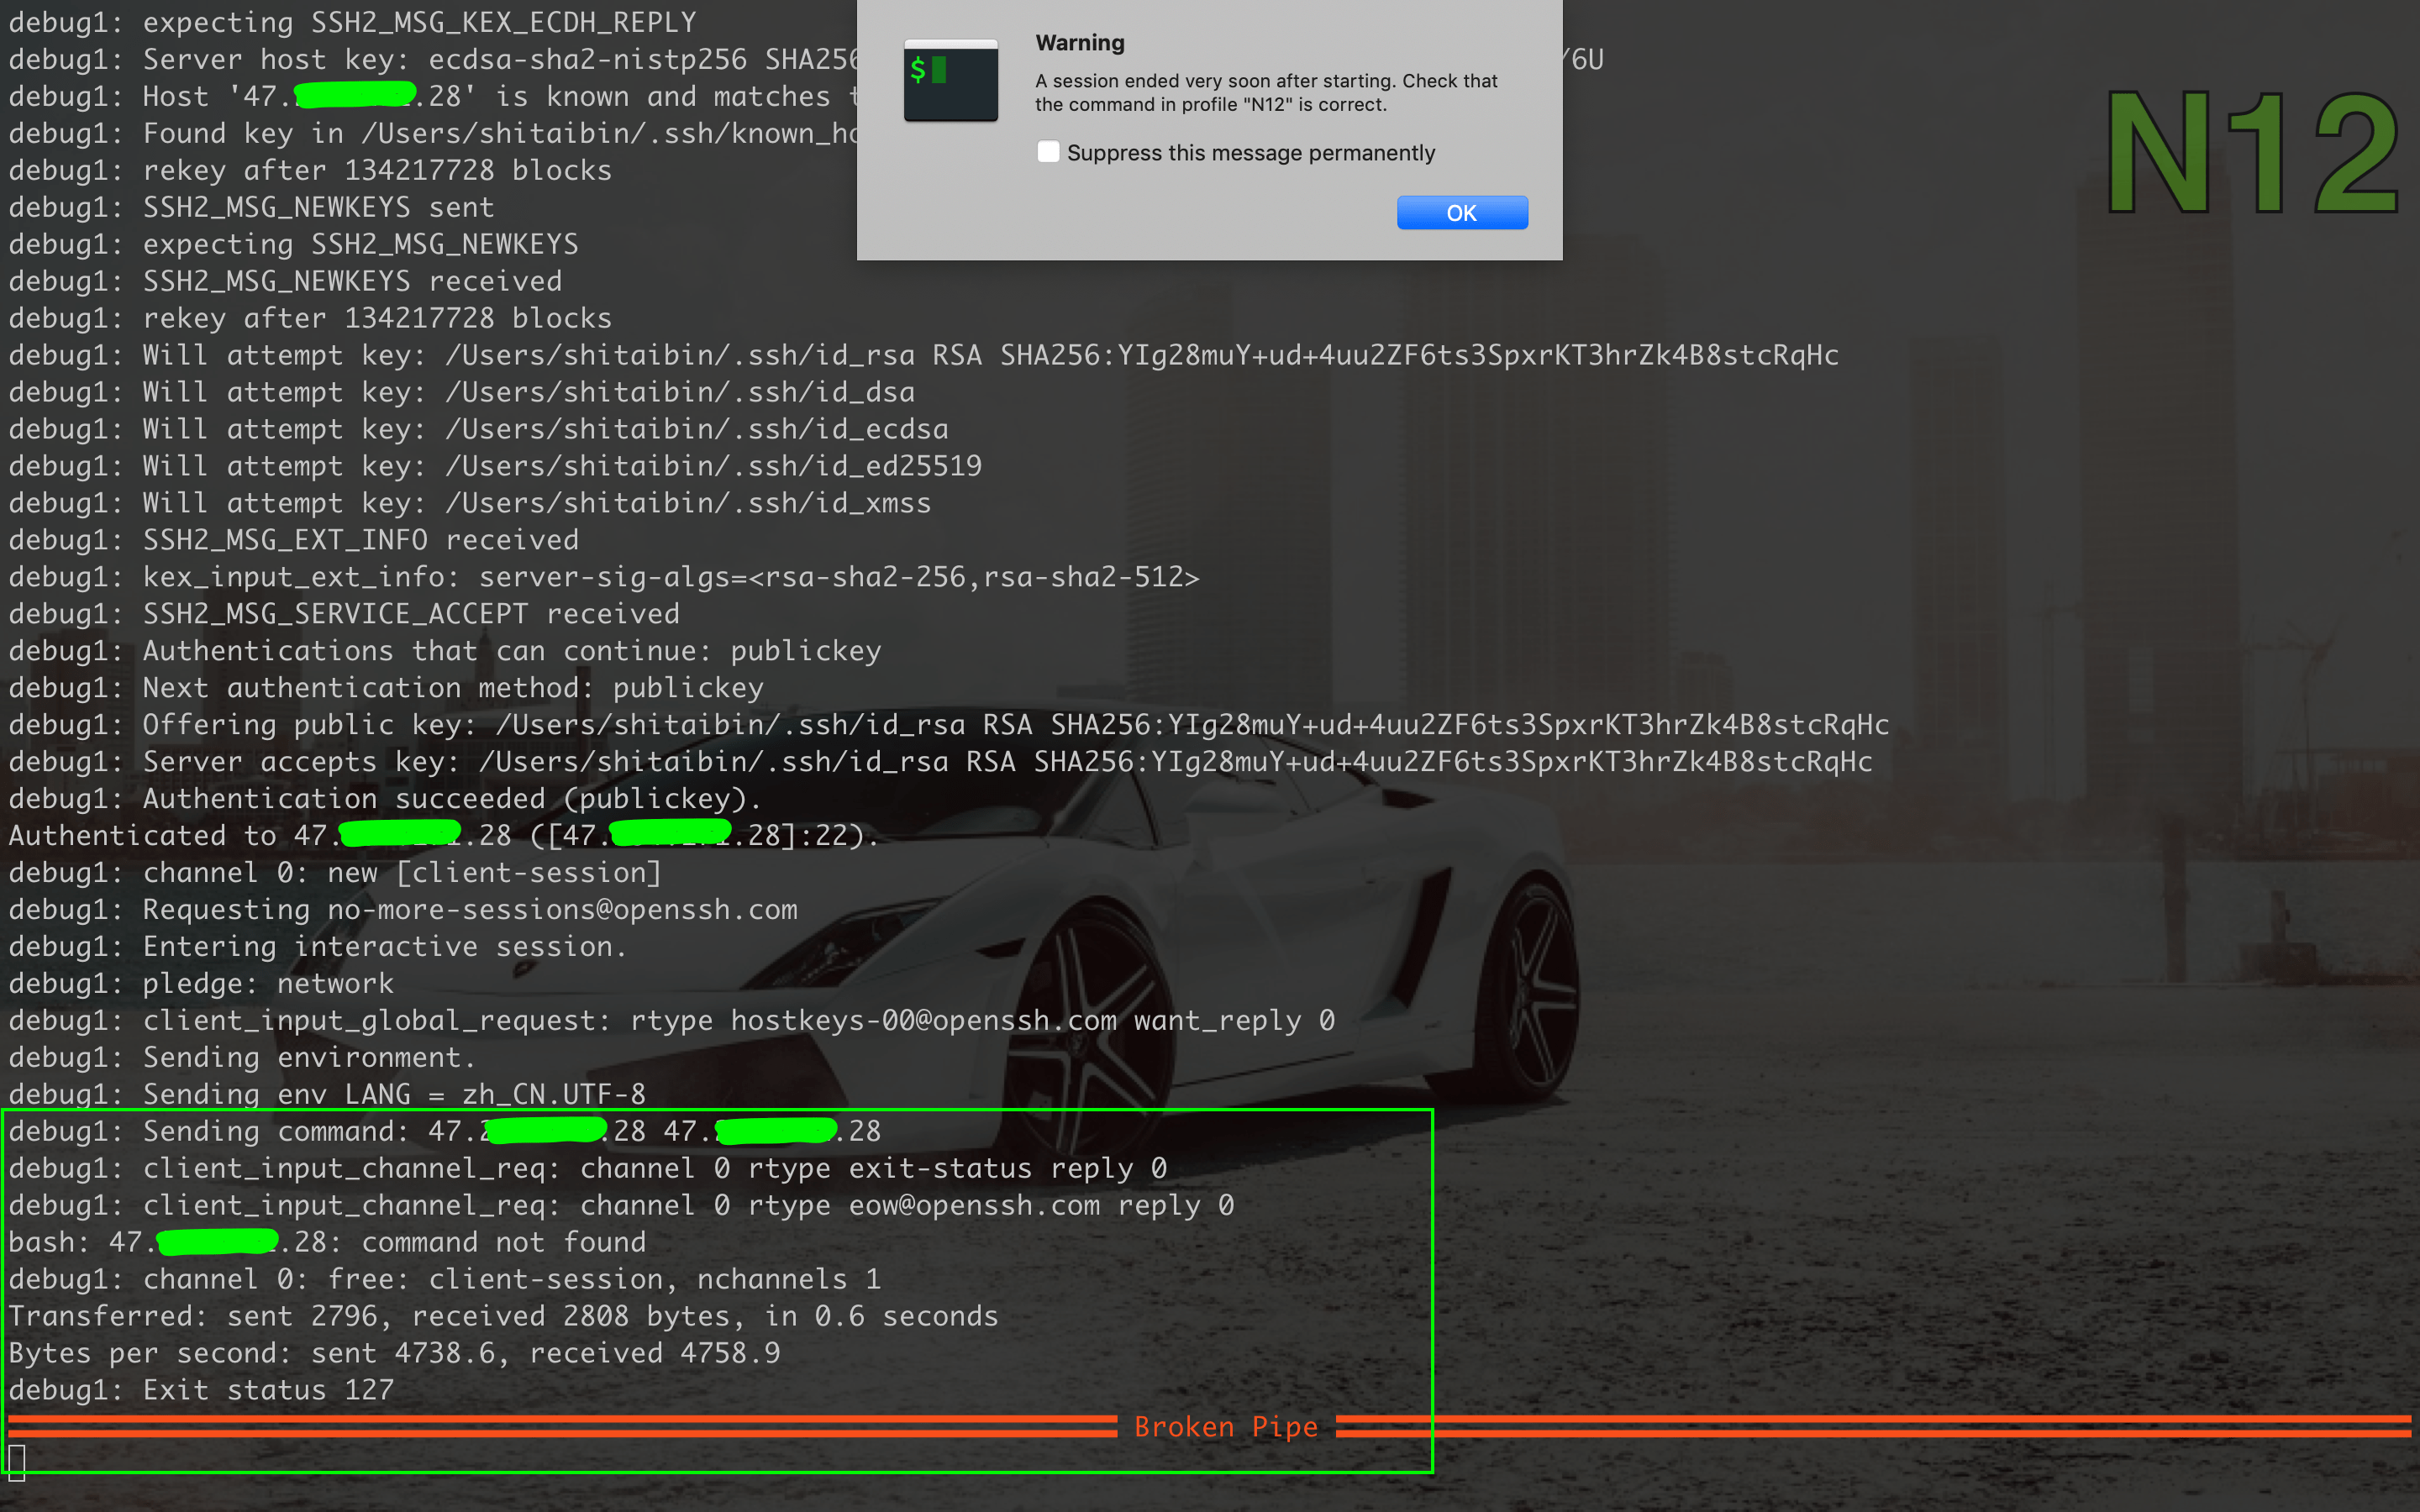 debug1: expecting SSH2_MSG_KEX_ECDH_REPLY
debug1: Server host key: ecdsa-sha2-nistp256 SHA256 /6U
debug1: Host '47. .28' is known and matches t
debug1: Found key in /Users/shitaibin/.ssh/known_ho
debug1: rekey after 134217728 blocks
debug1: SSH2_MSG_NEWKEYS sent
debug1: expecting SSH2_MSG_NEWKEYS
debug1: SSH2_MSG_NEWKEYS received
debug1: rekey after 134217728 blocks
debug1: Will attempt key: /Users/shitaibin/.ssh/id_rsa RSA SHA256:YIg28muY+ud+4uu2ZF6ts3SpxrKT3hrZk4B8stcRqHc
debug1: Will attempt key: /Users/shitaibin/.ssh/id_dsa
debug1: Will attempt key: /Users/shitaibin/.ssh/id_ecdsa
debug1: Will attempt key: /Users/shitaibin/.ssh/id_ed25519
debug1: Will attempt key: /Users/shitaibin/.ssh/id_xmss
debug1: SSH2_MSG_EXT_INFO received
debug1: kex_input_ext_info: server-sig-algs=<rsa-sha2-256,rsa-sha2-512>
debug1: SSH2_MSG_SERVICE_ACCEPT received
debug1: Authentications that can continue: publickey
debug1: Next authentication method: publickey
debug1: Offering public key: /Users/shitaibin/.ssh/id_rsa RSA SHA256:YIg28muY+ud+4uu2ZF6ts3SpxrKT3hrZk4B8stcRqHc
debug1: Server accepts key: /Users/shitaibin/.ssh/id_rsa RSA SHA256:YIg28muY+ud+4uu2ZF6ts3SpxrKT3hrZk4B8stcRqHc
debug1: Authentication succeeded (publickey).
Authenticated to 47. .28 ([47. .28]:22).
debug1: channel 0: new [client-session]
debug1: Requesting no-more-sessions@openssh.com
debug1: Entering interactive session.
debug1: pledge: network
debug1: client_input_global_request: rtype hostkeys-00@openssh.com want_reply 0
debug1: Sending environment.
debug1: Sending env LANG = zh_CN.UTF-8
debug1: Sending command: 47. .28 47. .28
debug1: client_input_channel_req: channel 0 rtype exit-status reply 0
debug1: client_input_channel_req: channel 0 rtype eow@openssh.com reply 0
bash: 47. .28: command not found
debug1: channel 0: free: client-session, nchannels 1
Transferred: sent 2796, received 2808 bytes, in 0.6 seconds
Bytes per second: sent 4738.6, received 4758.9
debug1: Exit status 127
Broken Pipe
Warning
A session ended very soon after starting. Check that
the command in profile "N12" is correct.
Suppress this message permanently
OK
$
N12